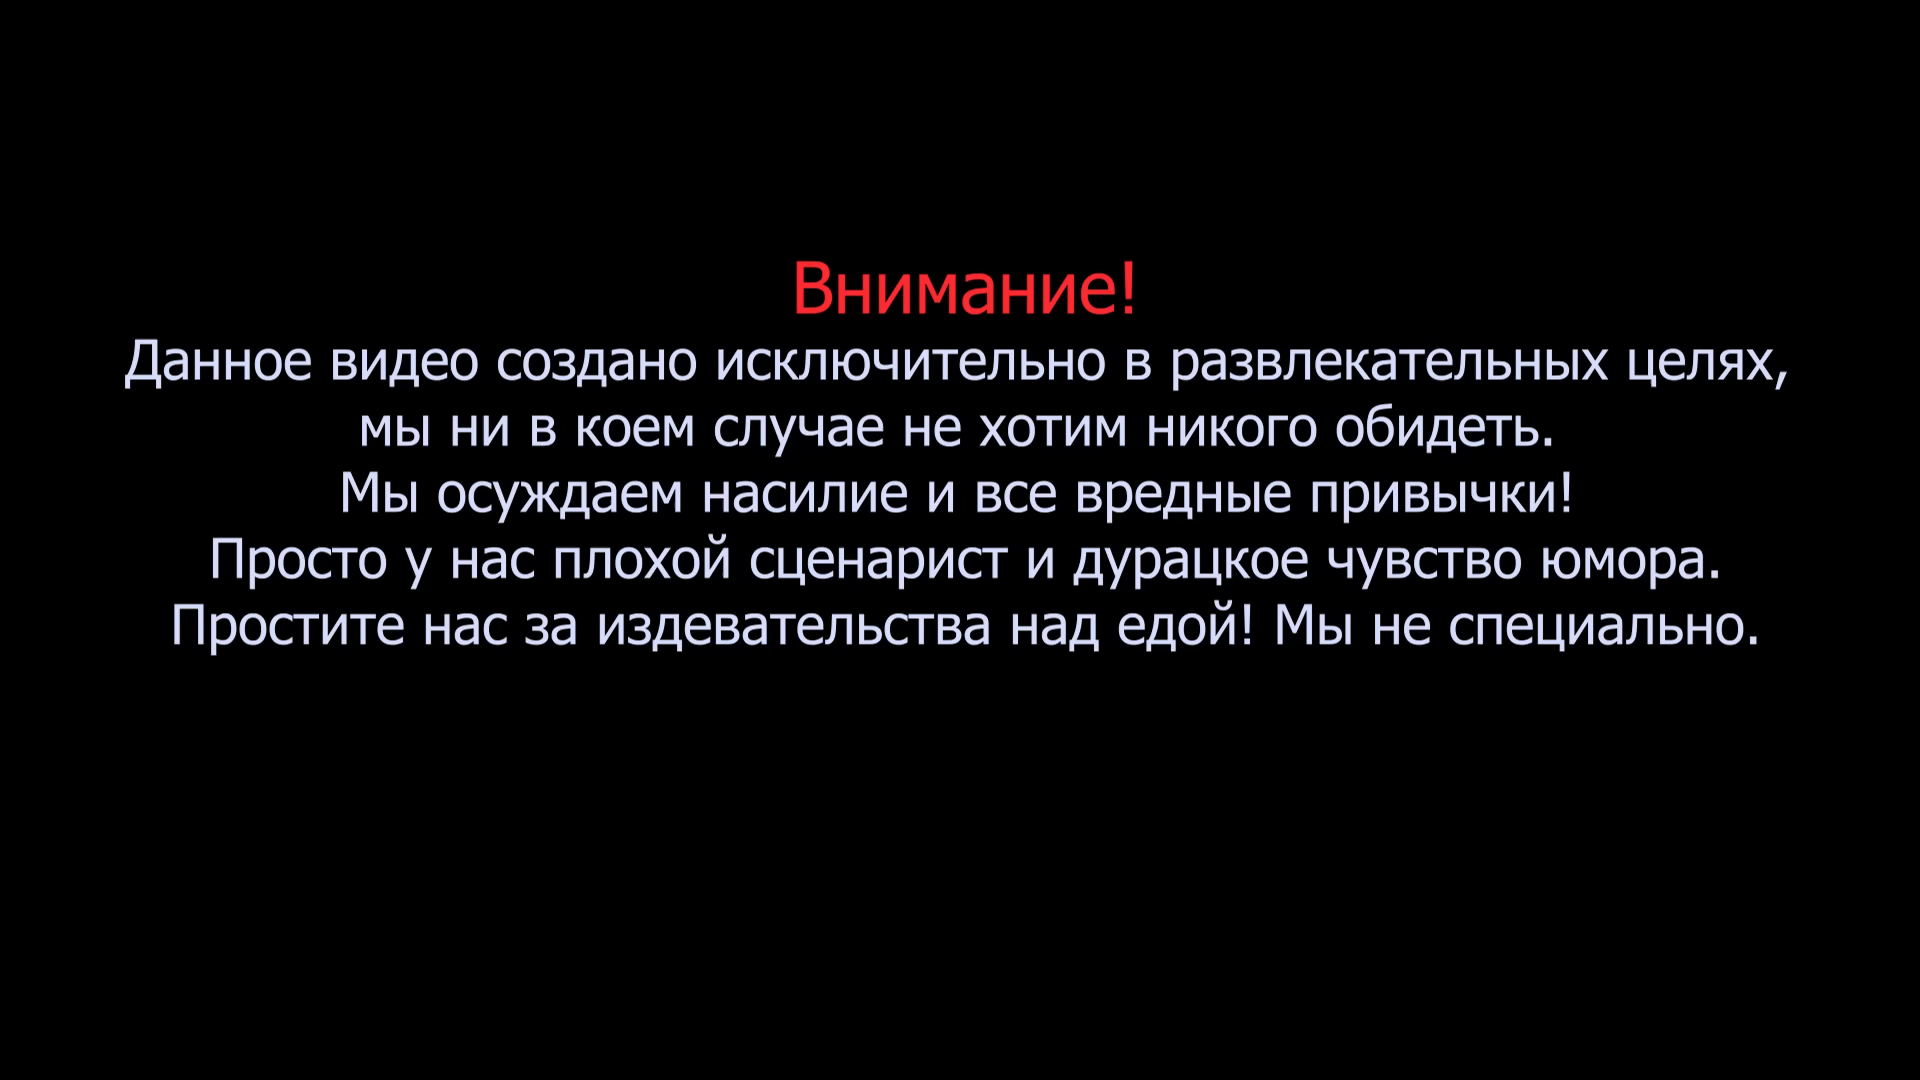 Внимание!
Данное видео создано исключительно в развлекательных целях,
мы ни в коем случае не хотим никого обидеть.
Мы осуждаем насилие и все вредные привычки!
Просто у нас плохой сценарист и дурацкое чувство юмора.
Простите нас за издевательства над едой! Мы не специально.